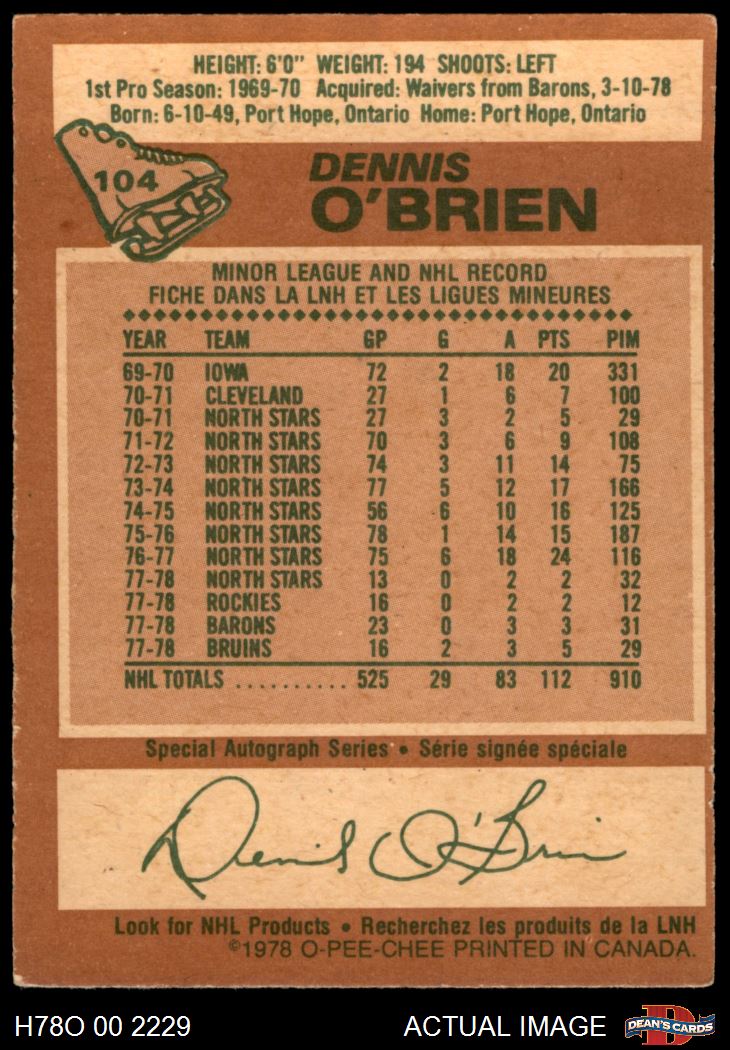 HEIGHT: 6'0" WEIGHT: 194 SHOOTS: LEFT
1st Pro Season: 1969-70 Acquired: Waivers from Barons, 3-10-78
Born: 6-10-49, Port Hope, Ontario Home: Port Hope, Ontario
104
DENNIS
O'BRIEN
MINOR LEAGUE AND NHL RECORD
FICHE DANS LA LNH ET LES LIGUES MINEURES
YEAR TEAM GP G A PTS PIM
69-70 IOWA 72 2 18 20 331
70-71 CLEVELAND 27 1 6 7 100
70-71 NORTH STARS 27 3 2 5 29
71-72 NORTH STARS 70 3 6 9 108
72-73 NORTH STARS 74 3 11 14 75
73-74 NORTH STARS 77 5 12 17 166
74-75 NORTH STARS 56 6 10 16 125
75-76 NORTH STARS 78 1 14 15 187
76-77 NORTH STARS 75 6 18 24 116
77-78 NORTH STARS 13 0 2 2 32
77-78 ROCKIES 16 0 2 2 12
77-78 BARONS 23 0 3 3 31
77-78 BRUINS 16 2 3 5 29
NHL TOTALS .......... 525 29 83 112 910
Special Autograph Series • Série signée spéciale
Dennis O'Brien
Look for NHL Products • Recherchez les produits de la LNH
©1978 O-PEE-CHEE PRINTED IN CANADA.
H78O 00 2229 ACTUAL IMAGE
D
DEAN'S CARDS